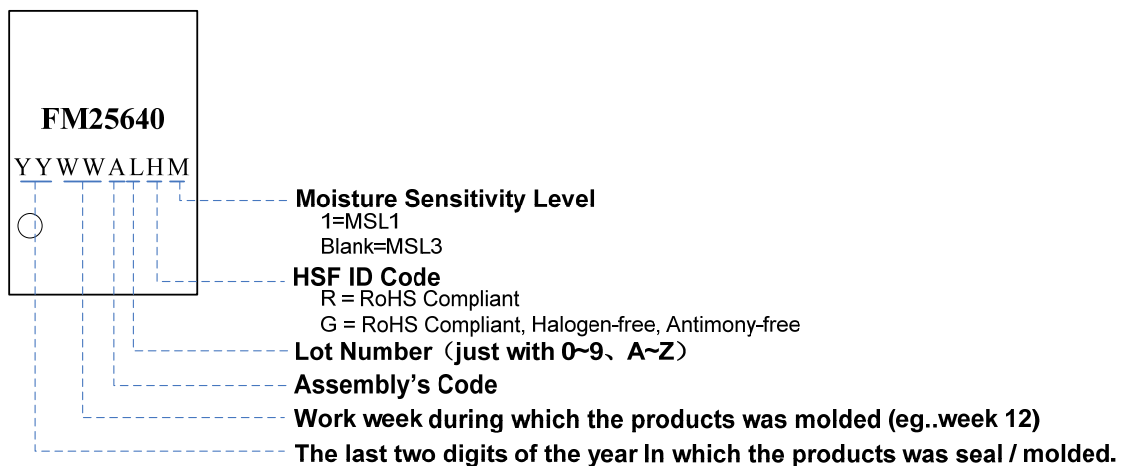 FM25640
YYWWALHM
Moisture Sensitivity Level
1=MSL1
Blank=MSL3
HSF ID Code
R = RoHS Compliant
G = RoHS Compliant, Halogen-free, Antimony-free
Lot Number（just with 0~9、A~Z）
Assembly's Code
Work week during which the products was molded (eg..week 12)
The last two digits of the year In which the products was seal / molded.